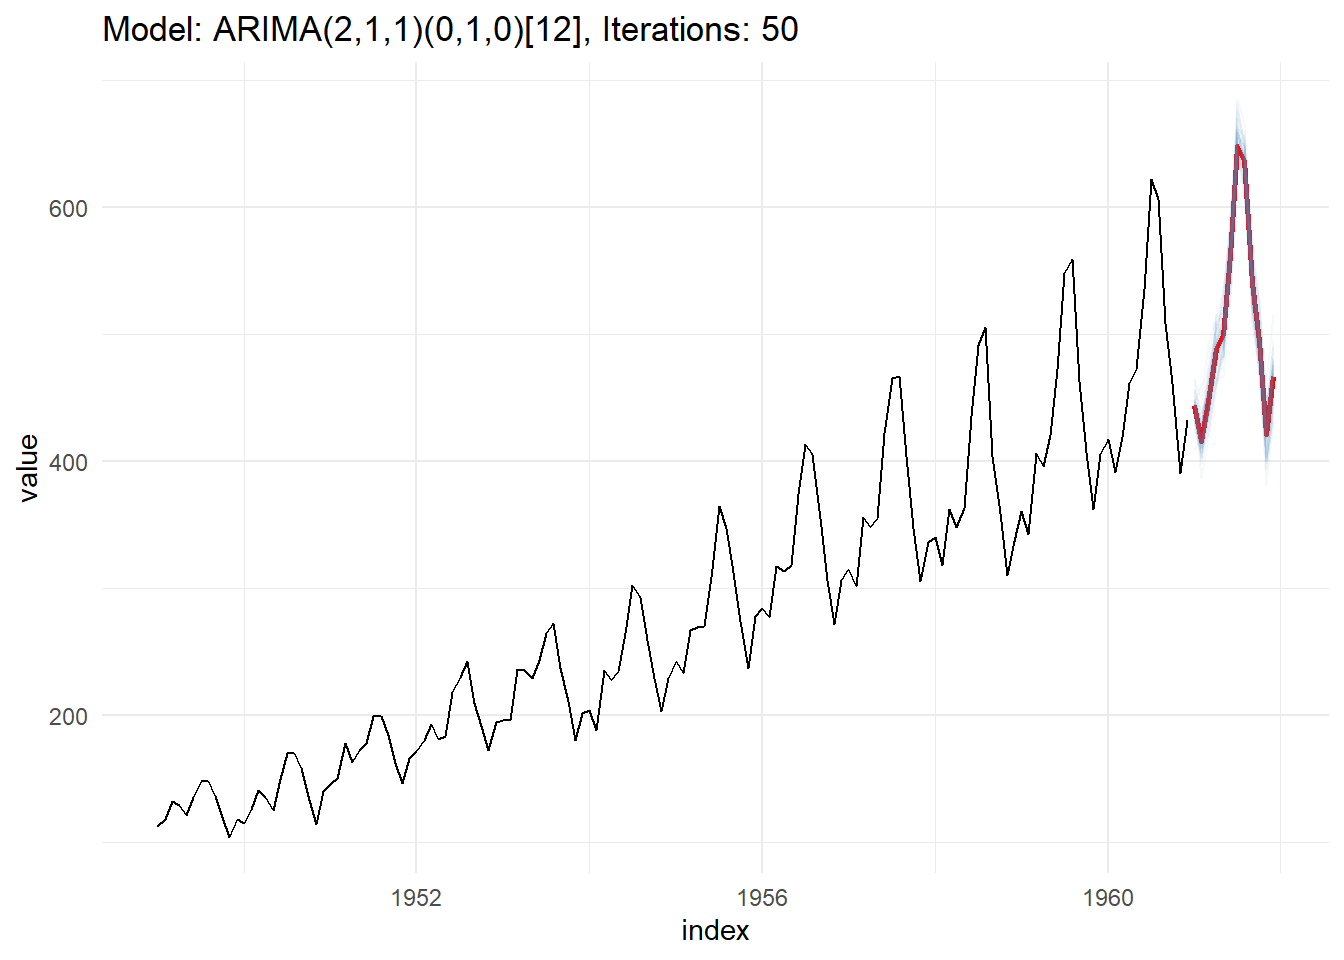 Model: ARIMA(2,1,1)(0,1,0)[12], Iterations: 50
600
400
200
value
1952
1956
1960
index